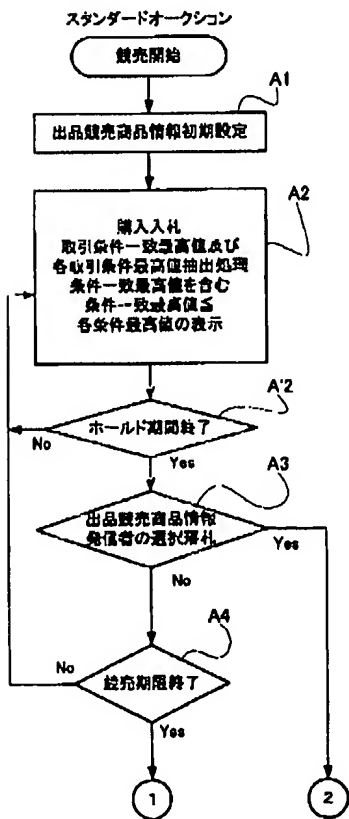 スタンダードオークション
競売開始
A1
出品競売商品情報初期設定
A2
購入入札
取引条件一致最高値及び
各取引条件最高値抽出処理
条件一致最高値を含む
条件一致最高値≦
各条件最高値の表示
A'2
ホールド期間終了
No
Yes
A3
出品競売商品情報
発信者の選択落札
Yes
No
A4
競売期限終了
No
Yes
1
2